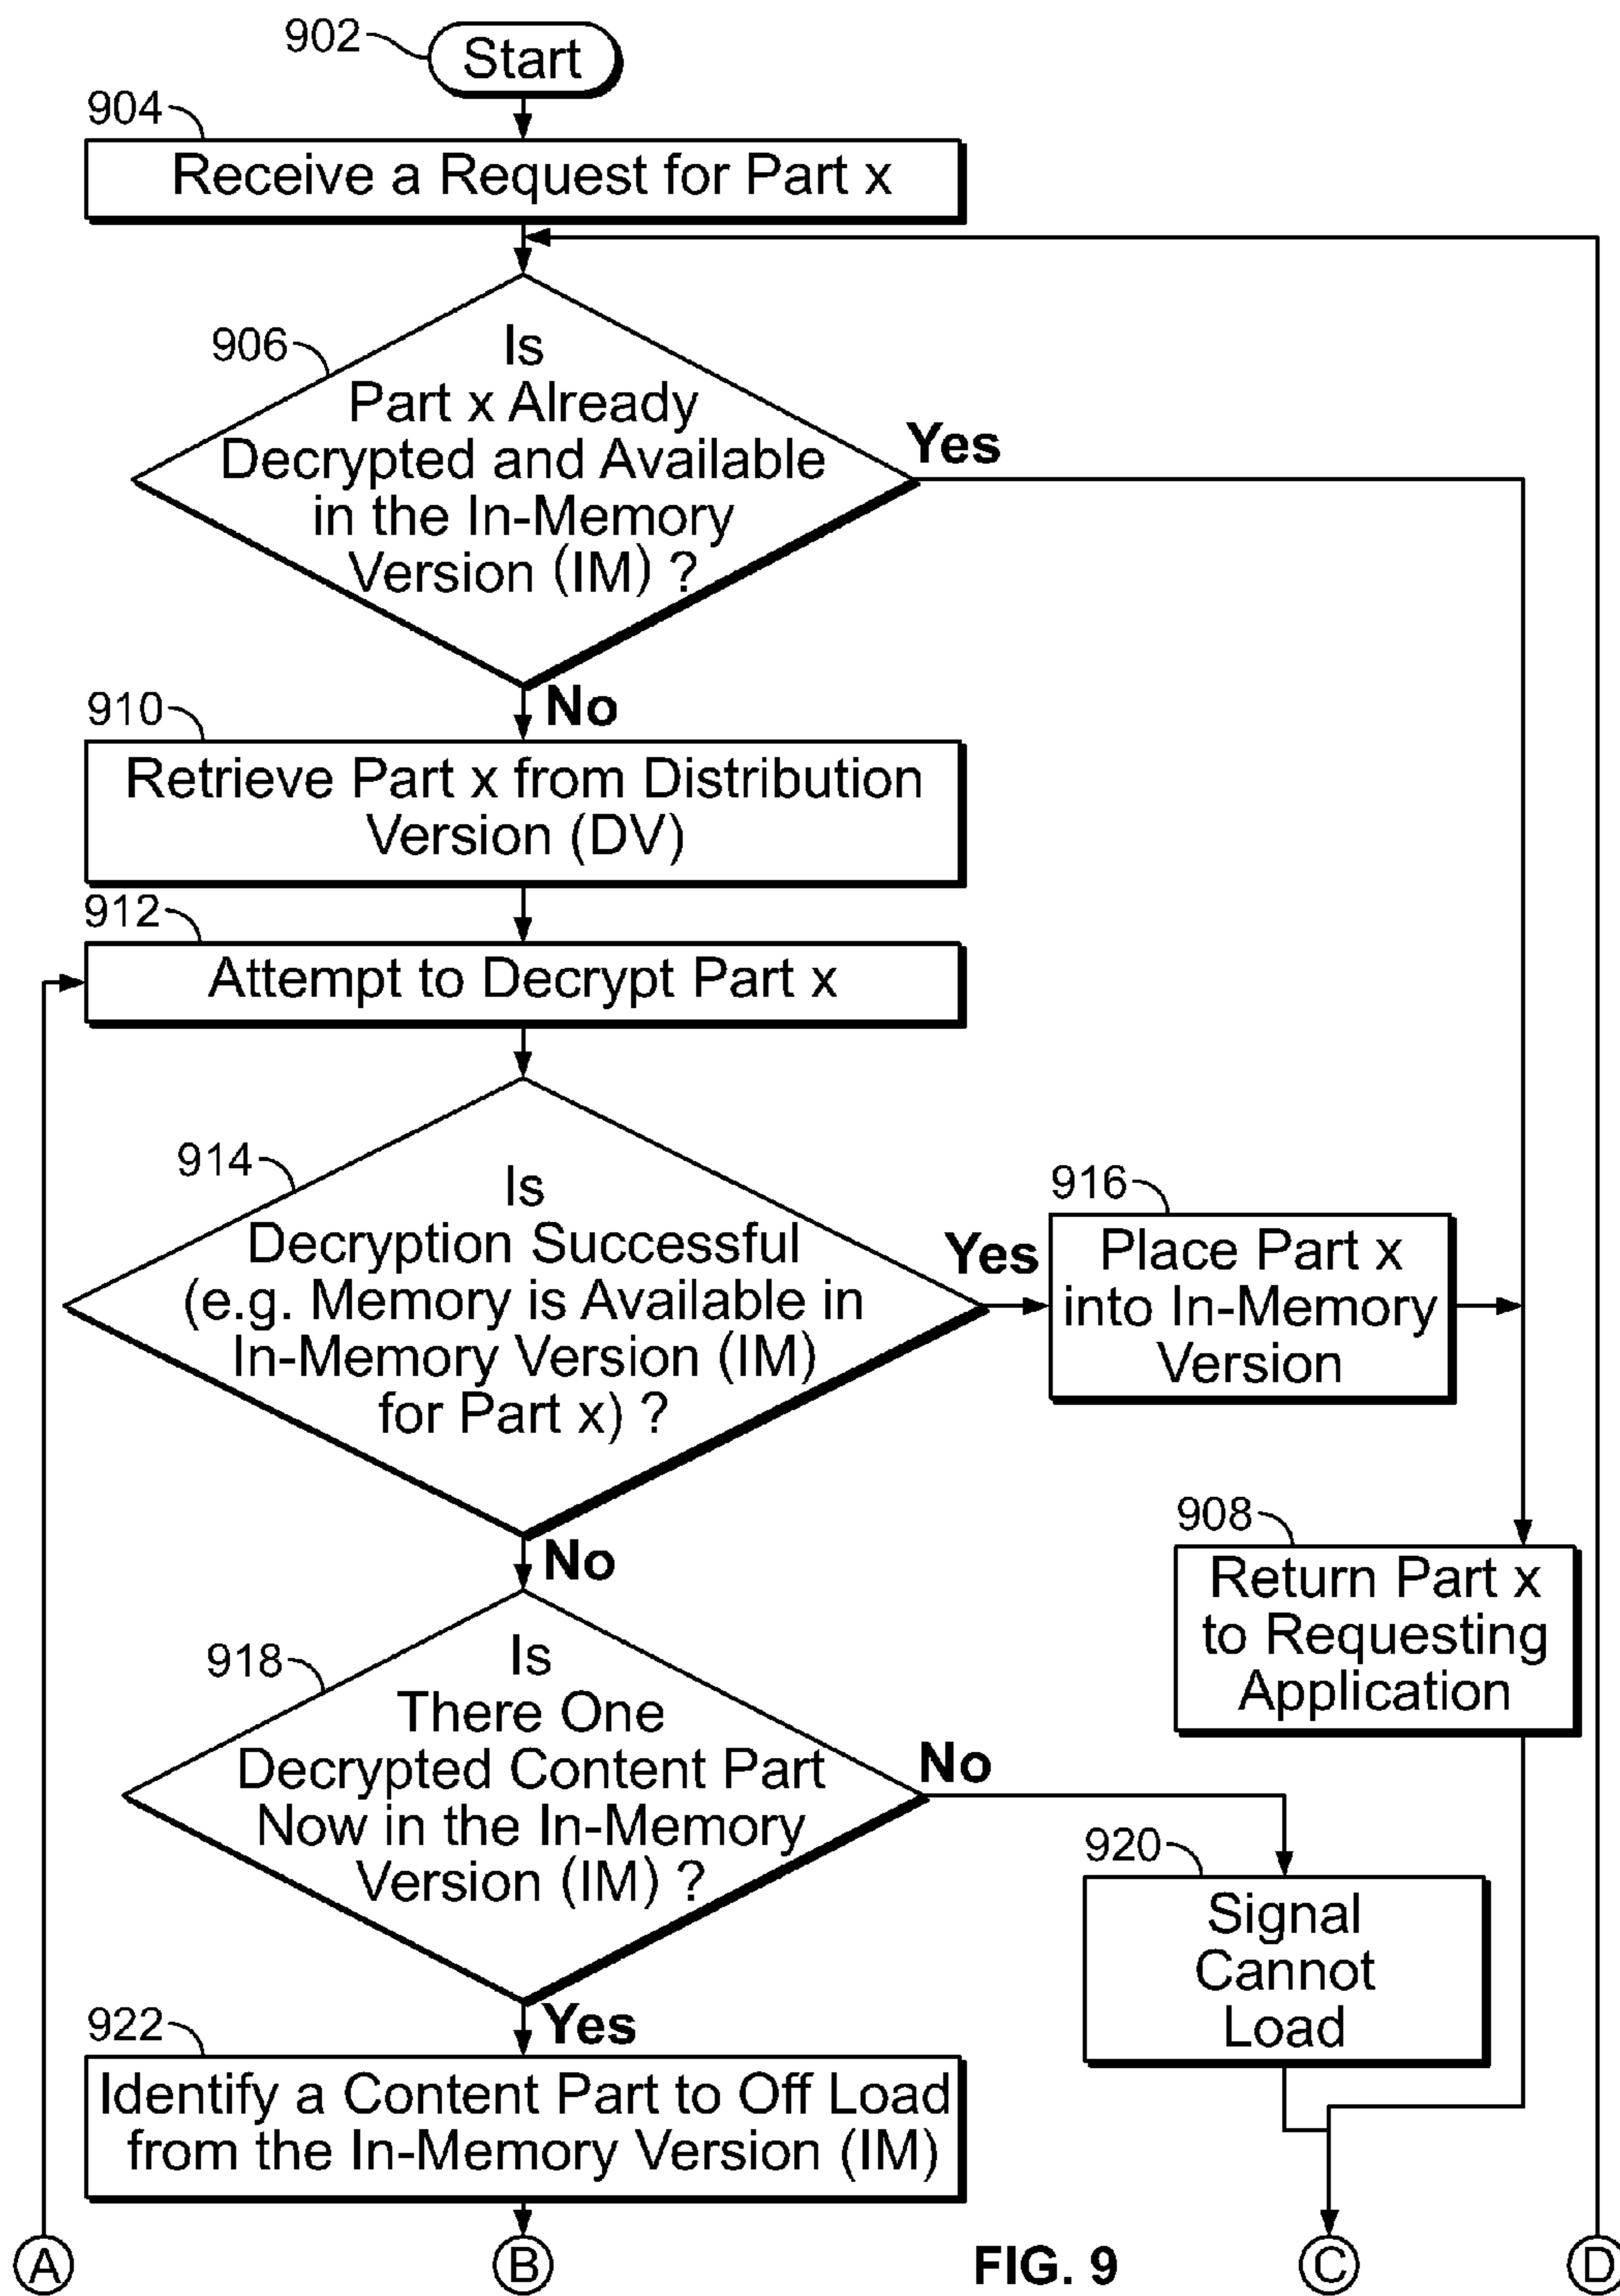 902
Start
904
Receive a Request for Part x
906
Is
Part x Already
Decrypted and Available
in the In-Memory
Version (IM) ?
Yes
No
910
Retrieve Part x from Distribution
Version (DV)
912
Attempt to Decrypt Part x
914
Is
Decryption Successful
(e.g. Memory is Available in
In-Memory Version (IM)
for Part x) ?
Yes
916
Place Part x
into In-Memory
Version
No
908
Return Part x
to Requesting
Application
918
Is
There One
Decrypted Content Part
Now in the In-Memory
Version (IM) ?
No
920
Signal
Cannot
Load
Yes
922
Identify a Content Part to Off Load
from the In-Memory Version (IM)
A
B
FIG. 9
C
D